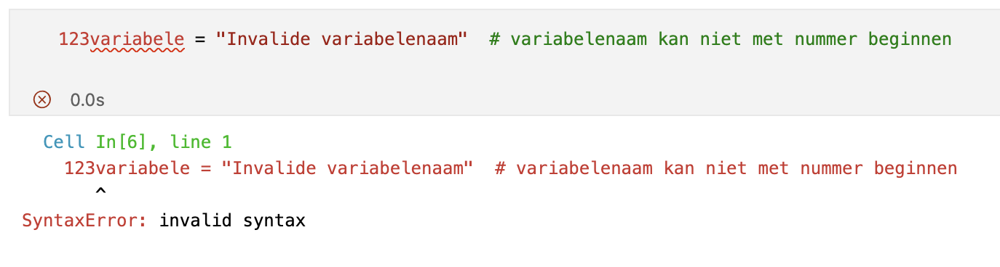 123variabele = "Invalide variabelenaam"  # variabelenaam kan niet met nummer beginnen
0.0s
Cell In[6], line 1
123variabele = "Invalide variabelenaam"  # variabelenaam kan niet met nummer beginnen
^
SyntaxError: invalid syntax